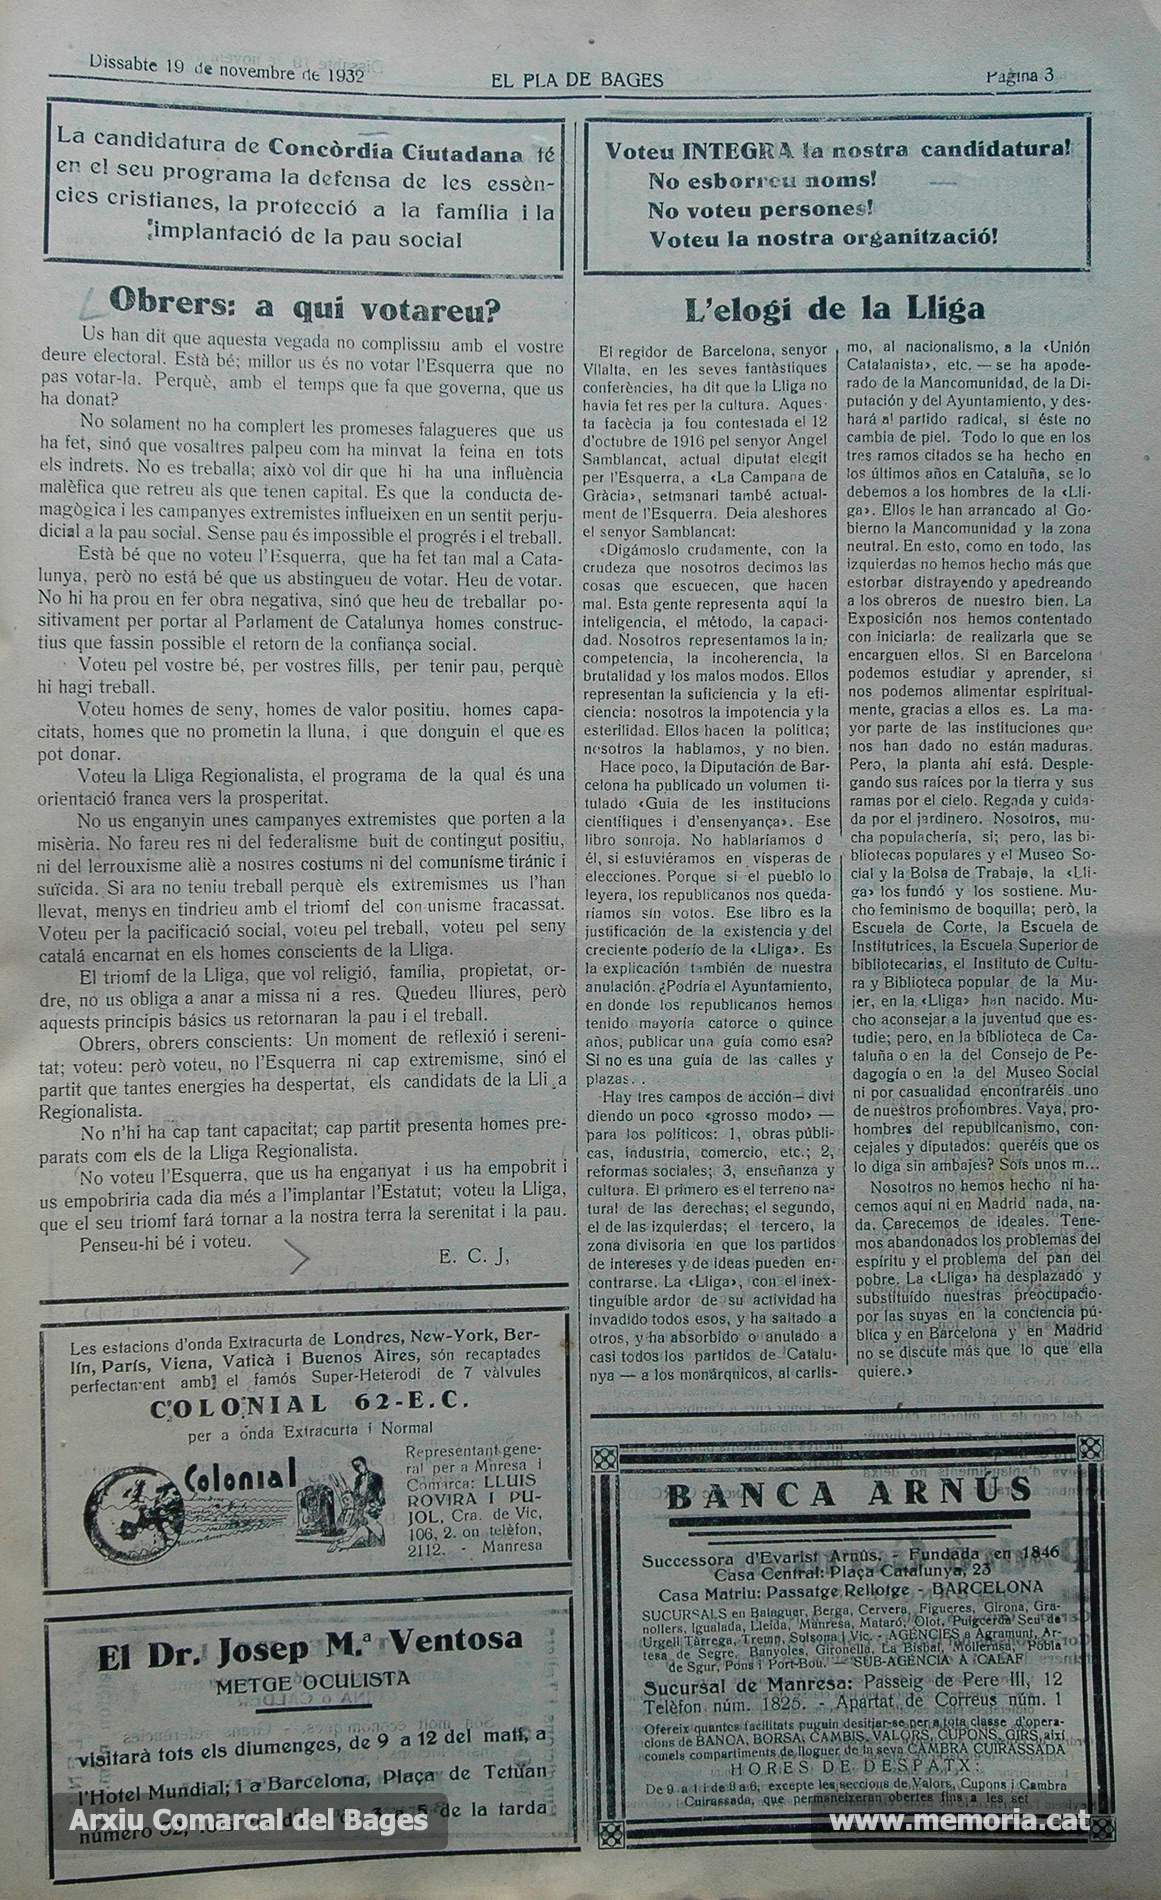 Dissabte 19 de novembre de 1932
EL PLA DE BAGES
Pàgina 3
La candidatura de Concòrdia Ciutadana té
en el seu programa la defensa de les essèn-
cies cristianes, la protecció a la família i la
implantació de la pau social
Voteu INTEGRA la nostra candidatura!
No esborreu noms!
No voteu persones!
Voteu la nostra organització!
Obrers: a qui votareu?
Us han dit que aquesta vegada no complissiu amb el vostre
deure electoral. Està bé; millor us és no votar l'Esquerra que no
pas votar-la. Perquè, amb el temps que fa que governa, que us
ha donat?
No solament no ha complert les promeses falagueres que us
ha fet, sinó que vosaltres palpeu com ha minvat la feina en tots
els indrets. No es treballa; això vol dir que hi ha una influència
malèfica que retreu als que tenen capital. Es que la conducta de-
magògica i les campanyes extremistes influeixen en un sentit perju-
dicial a la pau social. Sense pau és impossible el progrés i el treball.
Està bé que no voteu l'Esquerra, que ha fet tan mal a Cata-
lunya, però no está bé que us abstingueu de votar. Heu de votar.
No hi ha prou en fer obra negativa, sinó que heu de treballar po-
sitivament per portar al Parlament de Catalunya homes construc-
tius que fassin possible el retorn de la confiança social.
Voteu pel vostre bé, per vostres fills, per tenir pau, perquè
hi hagi treball.
Voteu homes de seny, homes de valor positiu, homes capa-
citats, homes que no prometin la lluna, i que donguin el que es
pot donar.
Voteu la Lliga Regionalista, el programa de la qual és una
orientació franca vers la prosperitat.
No us enganyin unes campanyes extremistes que porten a la
misèria. No fareu res ni del federalisme buit de contingut positiu,
ni del lerrouxisme aliè a nostres costums ni del comunisme tirànic i
suïcida. Si ara no teniu treball perquè els extremismes us l'han
llevat, menys en tindrieu amb el triomf del comunisme fracassat.
Voteu per la pacificació social, voteu pel treball, voteu pel seny
catalá encarnat en els homes conscients de la Lliga.
El triomf de la Lliga, que vol religió, família, propietat, or-
dre, no us obliga a anar a missa ni a res. Quedeu lliures, però
aquests principis bàsics us retornaran la pau i el treball.
Obrers, obrers conscients: Un moment de reflexió i sereni-
tat; voteu: però voteu, no l'Esquerra ni cap extremisme, sinó el
partit que tantes energies ha despertat, els candidats de la Lli a
Regionalista.
No n'hi ha cap tant capacitat; cap partit presenta homes pre-
parats com els de la Lliga Regionalista.
No voteu l'Esquerra, que us ha enganyat i us ha empobrit i
us empobriria cada dia més a l'implantar l'Estatut; voteu la Lliga,
que el seu triomf fará tornar a la nostra terra la serenitat i la pau.
Penseu-hi bé i voteu.
E. C. J,
L'elogi de la Lliga
El regidor de Barcelona, senyor
Vilalta, en les seves fantàstiques
conferències, ha dit que la Lliga no
havia fet res per la cultura. Aques-
ta facècia ja fou contestada el 12
d'octubre de 1916 pel senyor Angel
Samblancat, actual diputat elegit
per l'Esquerra, a «La Campana de
Gràcia», setmanari també actual-
ment de l'Esquerra. Deia aleshores
el senyor Samblancat:
«Digámoslo crudamente, con la
crudeza que nosotros decimos las
cosas que escuecen, que hacen
mal. Esta gente representa aquí la
inteligencia, el método, la capaci-
dad. Nosotros representamos la in-
competencia, la incoherencia, la
brutalidad y los malos modos. Ellos
representan la suficiencia y la efi-
ciencia: nosotros la impotencia y la
esterilidad. Ellos hacen la política;
nosotros la hablamos, y no bien.
Hace poco, la Diputación de Bar-
celona ha publicado un volumen ti-
tulado «Guia de les institucions
científiques i d'ensenyança». Ese
libro sonroja. No hablaríamos d
él, si estuviéramos en vísperas de
elecciones. Porque si el pueblo lo
leyera, los republicanos nos queda-
ríamos sin votos. Ese libro es la
justificación de la existencia y del
creciente poderío de la «Lliga». Es
la explicación también de nuestra
anulación. ¿Podría el Ayuntamiento,
en donde los republicanos hemos
tenido mayoría catorce o quince
años, publicar una guía como esa?
Si no es una guía de las calles y
plazas. .
Hay tres campos de acción—divi
diendo un poco «grosso modo» —
para los políticos: 1, obras públi-
cas, industria, comercio, etc.; 2,
reformas sociales; 3, enseñanza y
cultura. El primero es el terreno na-
tural de las derechas; el segundo,
el de las izquierdas; el tercero, la
zona divisoria en que los partidos
de intereses y de ideas pueden en-
contrarse. La «Lliga», con el inex-
tinguible ardor de su actividad ha
invadido todos esos, y ha saltado a
otros, y ha absorbido o anulado a
casi todos los partidos de Catalu-
nya — a los monárquicos, al carlis-
mo, al nacionalismo, a la «Unión
Catalanista», etc. — se ha apode-
rado de la Mancomunidad, de la Di-
putación y del Ayuntamiento, y des-
hará al partido radical, si éste no
cambia de piel. Todo lo que en los
tres ramos citados se ha hecho en
los últimos años en Cataluña, se lo
debemos a los hombres de la «Lli-
ga». Ellos le han arrancado al Go-
bierno la Mancomunidad y la zona
neutral. En esto, como en todo, las
izquierdas no hemos hecho más que
estorbar distrayendo y apedreando
a los obreros de nuestro bien. La
Exposición nos hemos contentado
con iniciarla: de realizarla que se
encarguen ellos. Si en Barcelona
podemos estudiar y aprender, si
nos podemos alimentar espiritual-
mente, gracias a ellos es. La ma-
yor parte de las instituciones que
nos han dado no están maduras.
Pero, la planta ahí está. Desple-
gando sus raíces por la tierra y sus
ramas por el cielo. Regada y cuida-
da por el jardinero. Nosotros, mu-
cha populachería, si; pero, las bi-
bliotecas populares y el Museo So-
cial y la Bolsa de Trabajo, la «Lli-
ga» los fundó y los sostiene. Mu-
cho feminismo de boquilla; peró, la
Escuela de Corte, la Escuela de
Institutrices, la Escuela Superior de
bibliotecarias, el Instituto de Cultu-
ra y Biblioteca popular de la Mu-
jer, en la «Lliga» han nacido. Mu-
cho aconsejar a la juventud que es-
tudie; pero, en la biblioteca de Ca-
taluña o en la del Consejo de Pe-
dagogía o en la del Museo Social
ni por casualidad encontraréis uno
de nuestros prohombres. Vaya, pro-
hombres del republicanismo, con-
cejales y diputados: queréis que os
lo diga sin ambajes? Sois unos m...
Nosotros no hemos hecho ni ha-
cemos aquí ni en Madrid nada, na-
da. Carecemos de ideales. Tene-
mos abandonados los problemas del
espíritu y el problema del pan del
pobre. La «Lliga» ha desplazado y
substituído nuestras preocupacio-
por las suyas en la conciencia pú-
blica y en Barcelona y en Madrid
no se discute más que lo que ella
quiere.»
Les estacions d'onda Extracurta de Londres, New-York, Ber-
lín, París, Viena, Vaticà i Buenos Aires, són recaptades
perfectament amb el famós Super-Heterodi de 7 vàlvules
COLONIAL 62-E.C.
per a onda Extracurta i Normal
Colonial
Representant gene-
ral per a Mnresa i
Comarca: LLUIS
ROVIRA I PU-
JOL, Cra. de Vic,
106, 2. on telèfon,
2112. - Manresa
El Dr. Josep M.ª Ventosa
METGE OCULISTA
visitarà tots els diumenges, de 9 a 12 del matí, a
l'Hotel Mundial; i a Barcelona, Plaça de Tetuan
número de la tarda
BANCA ARNÚS
Successora d'Evarist Arnús. - Fundada en 1846
Casa Central: Plaça Catalunya, 23
Casa Matriu: Passatge Rellotge - BARCELONA
SUCURSALS en Balaguer, Berga, Cervera, Figueres, Girona, Gra-
nollers, Igualada, Lleida, Manresa, Mataró, Olot, Puigcerdà Seu de
Urgell Tàrrega, Tremp, Solsona i Vic. - AGÈNCIES a Agramunt, Ar-
tesa de Segre, Banyoles, Gironella, La Bisbal, Mollerusa, Pobla
de Sgur, Pons i Port-Bou. — SUB-AGENCIA A CALAF
Sucursal de Manresa: Passeig de Pere III, 12
Telèfon núm. 1825. - Apartat de Correus núm. 1
Ofereix quantes facilitats puguin desitjar-se per a tota classe d'opera-
cions de BANCA, BORSA, CAMBIS, VALORS, CUPONS, GIRS, així
comels compartiments de lloguer de la seva CAMBRA CUIRASSADA
HORES DE DESPATX:
De 9 a 1 i de 3 a 6, excepte les seccions de Valors, Cupons i Cambra
Cuirassada, que permaneixeran obertes fins a les set
Arxiu Comarcal del Bages
www.memoria.cat